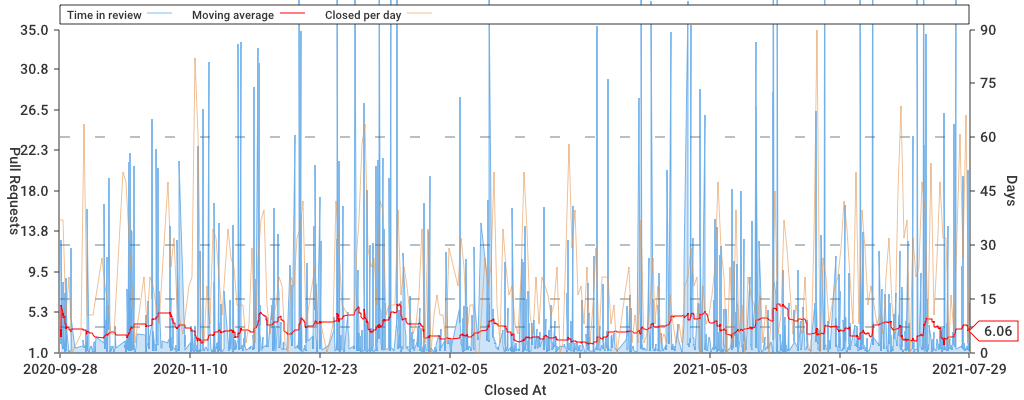 Time in review Moving average Closed per day
35.0 90
30.8 75
26.5
60
22.3
Pull Requests
Days
18.0 45
13.8 30
9.5
15
5.3
6.06
1.0 0
2020-09-28 2020-11-10 2020-12-23 2021-02-05 2021-03-20 2021-05-03 2021-06-15 2021-07-29
Closed At